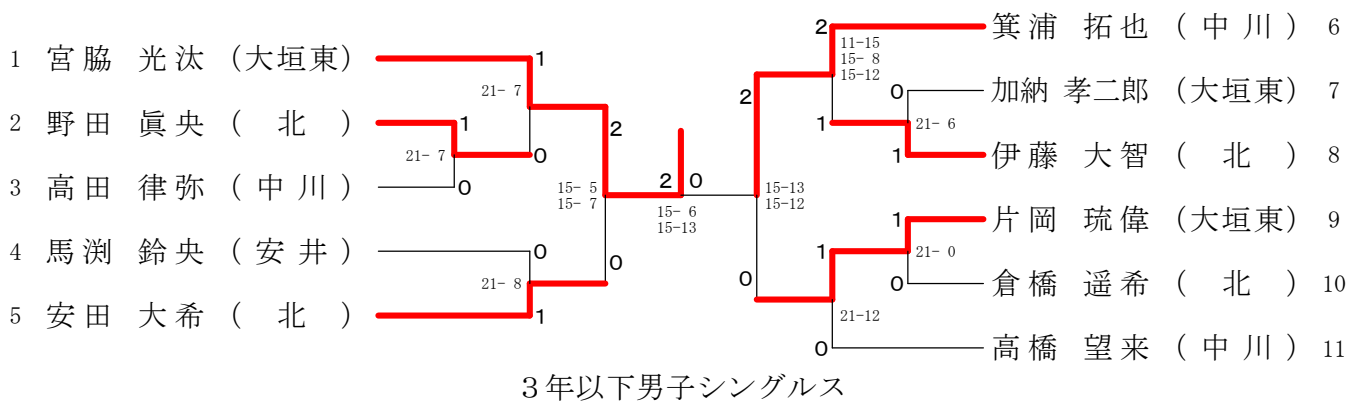 1 宮脇 光汰 (大垣東)
2 野田 眞央 ( 北 )
3 高田 律弥 ( 中川 )
4 馬渕 鈴央 ( 安井 )
5 安田 大希 ( 北 )
1
21- 7
1
21- 7
0
0
2
15- 5
15- 7
0
0
21- 8
1
2 0
15- 6
15-13
2
11-15
15- 8
15-12
2
1
0
21- 6
1
15-13
15-12
0
1
1
21- 0
0
21-12
0
箕浦 拓也 ( 中川 ) 6
加納 孝二郎 (大垣東) 7
伊藤 大智 ( 北 ) 8
片岡 琉偉 (大垣東) 9
倉橋 遥希 ( 北 ) 10
高橋 望来 ( 中川 ) 11
3年以下男子シングルス